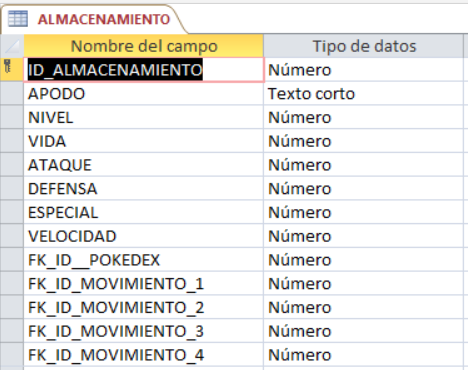 ALMACENAMIENTO
Nombre del campo Tipo de datos
ID_ALMACENAMIENTO Número
APODO Texto corto
NIVEL Número
VIDA Número
ATAQUE Número
DEFENSA Número
ESPECIAL Número
VELOCIDAD Número
FK_ID__POKEDEX Número
FK_ID_MOVIMIENTO_1 Número
FK_ID_MOVIMIENTO_2 Número
FK_ID_MOVIMIENTO_3 Número
FK_ID_MOVIMIENTO_4 Número